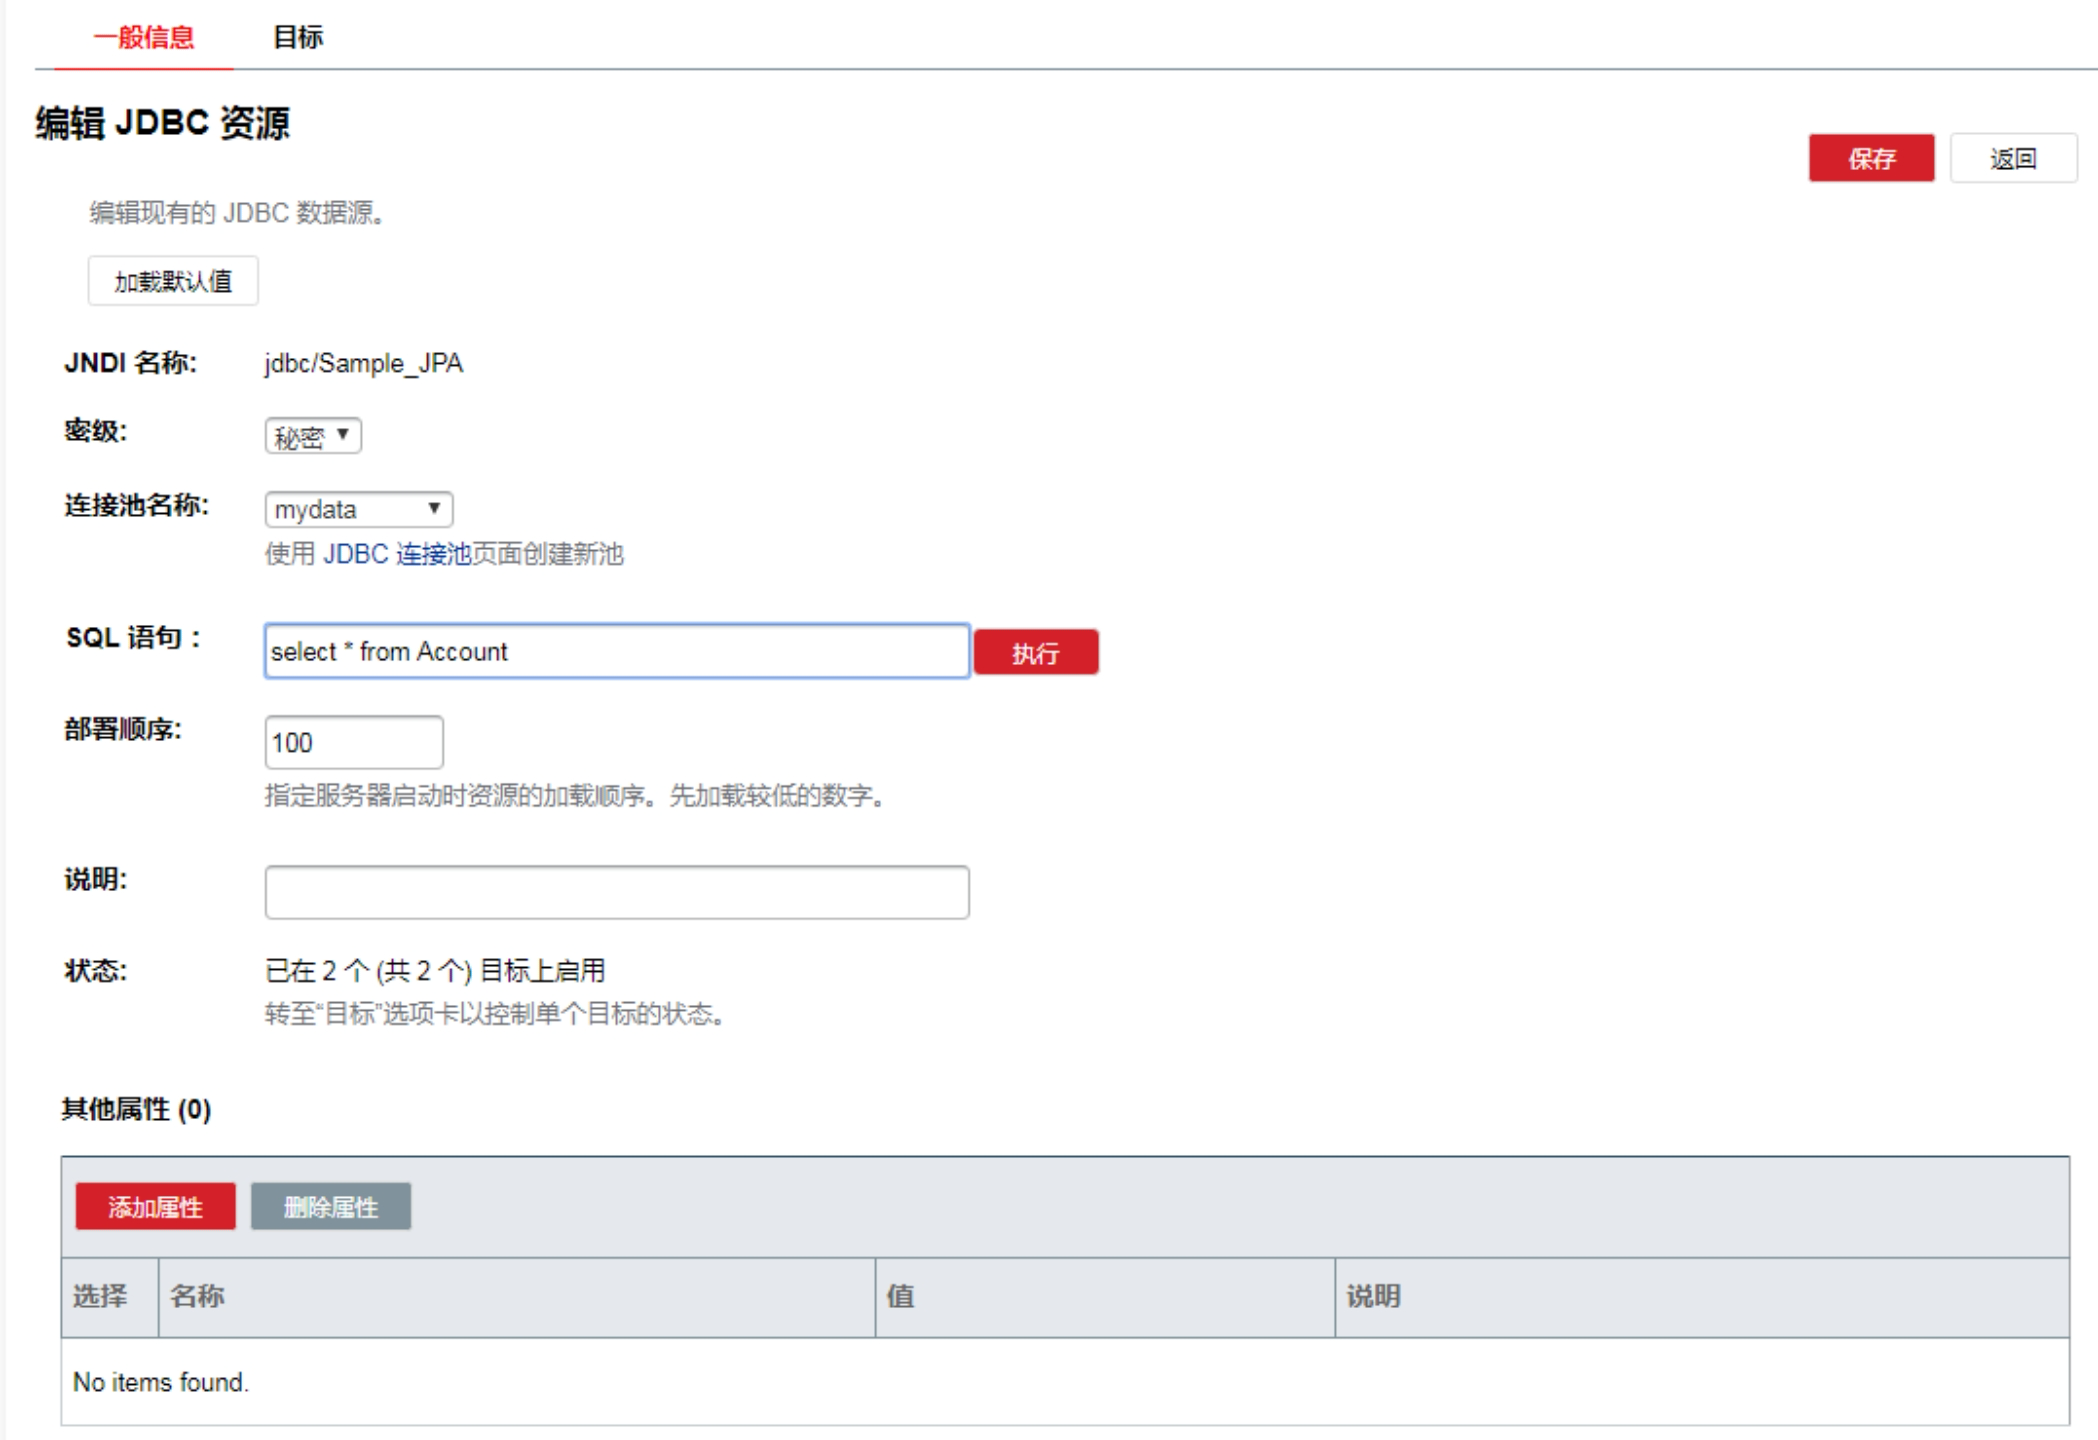 一般信息 目标
编辑 JDBC 资源
保存 返回
编辑现有的 JDBC 数据源。
加载默认值
JNDI 名称: jdbc/Sample_JPA
密级: 秘密
连接池名称: mydata
使用 JDBC 连接池页面创建新池
SQL 语句： select * from Account 执行
部署顺序: 100
指定服务器启动时资源的加载顺序。先加载较低的数字。
说明:
状态: 已在 2 个 (共 2 个) 目标上启用
转至“目标”选项卡以控制单个目标的状态。
其他属性 (0)
添加属性 删除属性
选择 名称 值 说明
No items found.